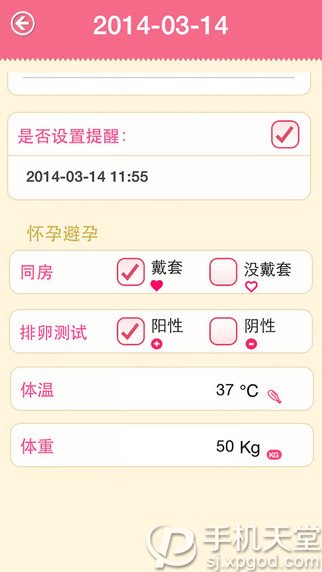 2014-03-14
是否设置提醒：
2014-03-14 11:55
怀孕避孕
同房 戴套 没戴套
排卵测试 阳性 阴性
体温 37 °C
体重 50 Kg KG
手机天堂
sj.xpgod.com